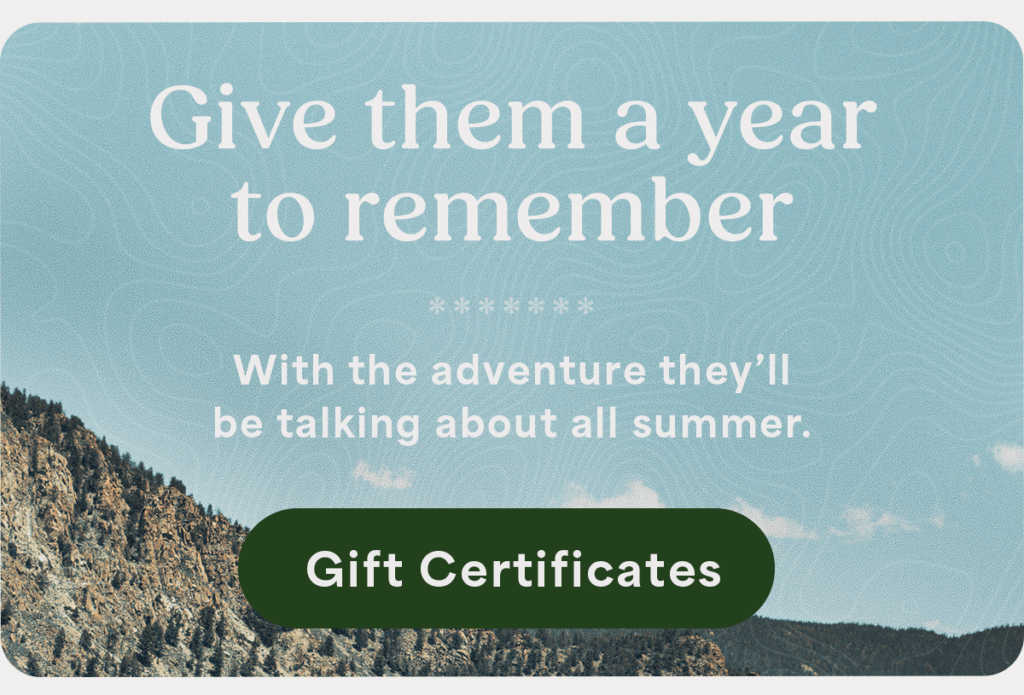 Give them a year
to remember
*******
With the adventure they’ll
be talking about all summer.
Gift Certificates